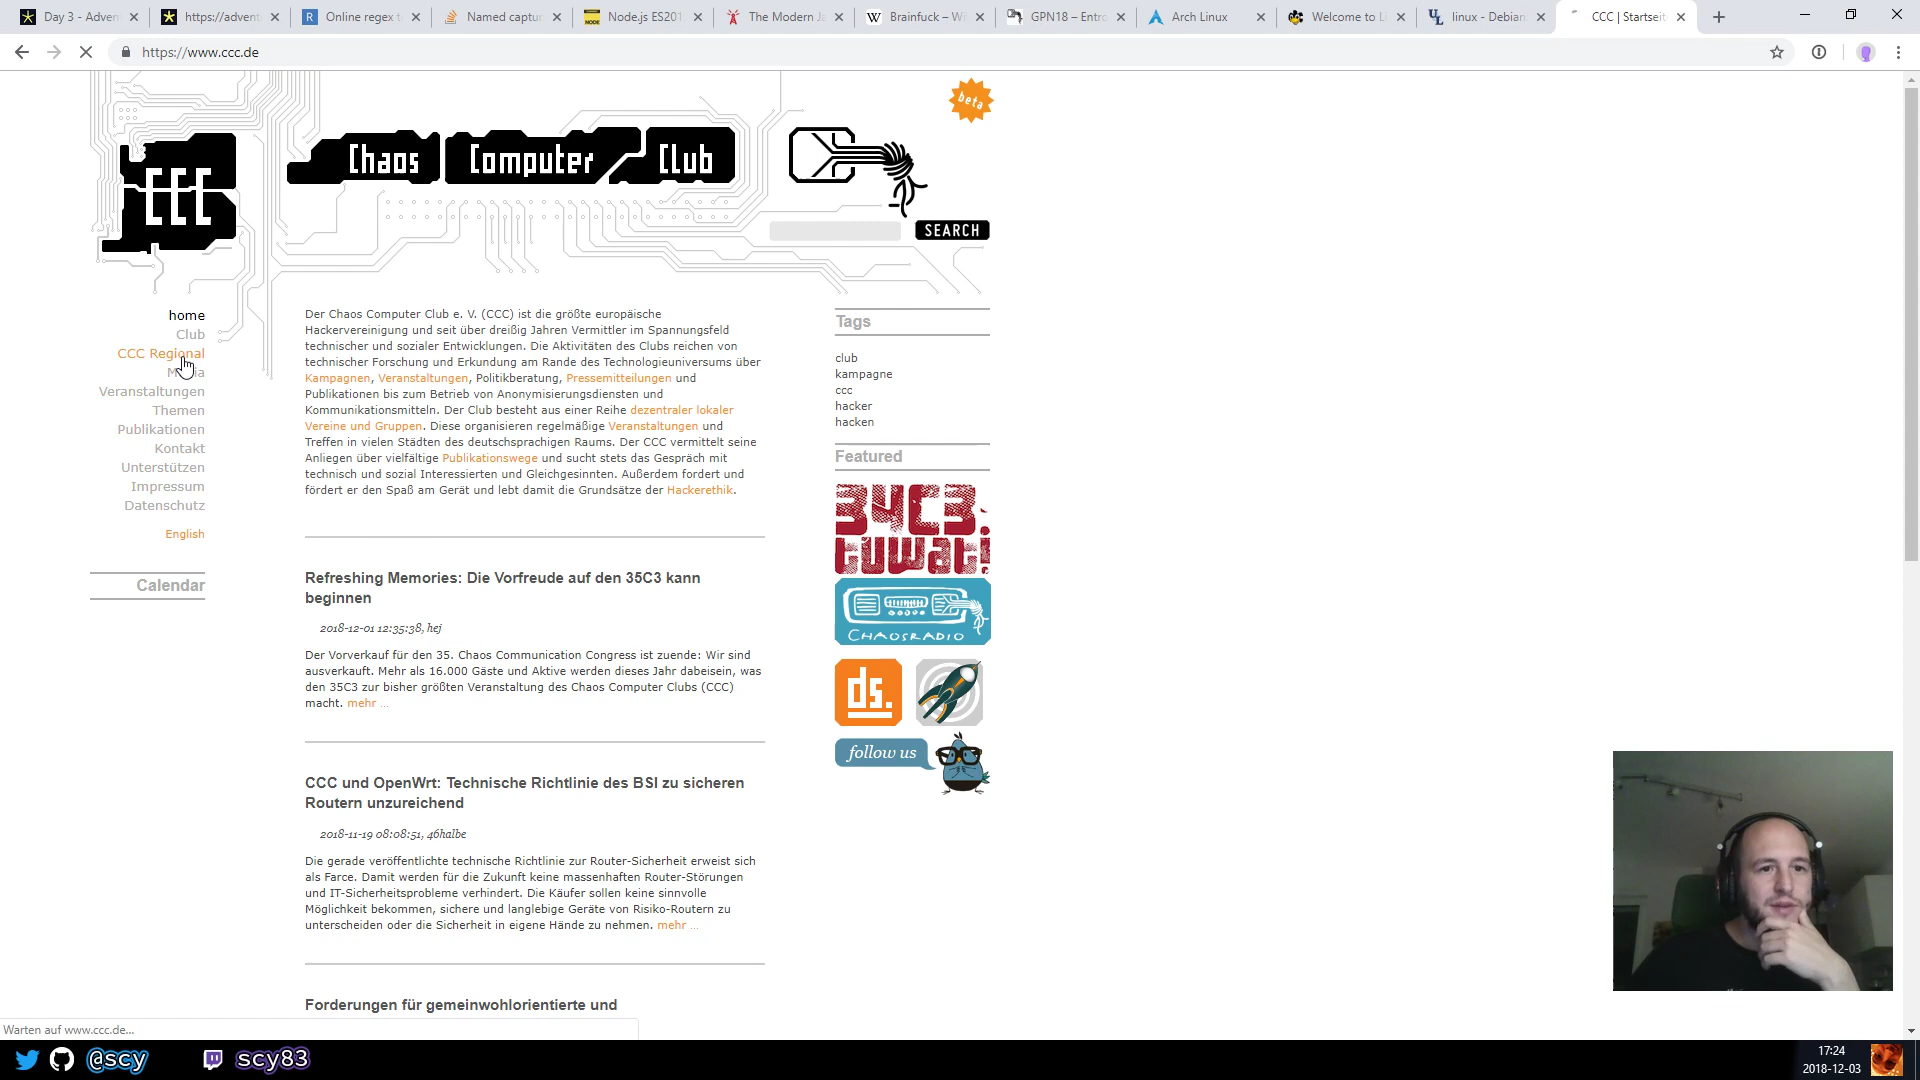 Day 3 - Adven
https://advent
Online regex t
Named captur
Node.js ES201
The Modern Ja
Brainfuck – Wi
GPN18 – Entro
Arch Linux
Welcome to Li
linux - Debian
CCC | Startseit
https://www.ccc.de
beta
CCC
Chaos Computer Club
SEARCH
home
Club
CCC Regional
Veranstaltungen
Themen
Publikationen
Kontakt
Unterstützen
Impressum
Datenschutz
English
Calendar
Der Chaos Computer Club e. V. (CCC) ist die größte europäische
Hackervereinigung und seit über dreißig Jahren Vermittler im Spannungsfeld
technischer und sozialer Entwicklungen. Die Aktivitäten des Clubs reichen von
technischer Forschung und Erkundung am Rande des Technologieuniversums über
Kampagnen, Veranstaltungen, Politikberatung, Pressemitteilungen und
Publikationen bis zum Betrieb von Anonymisierungsdiensten und
Kommunikationsmitteln. Der Club besteht aus einer Reihe dezentraler lokaler
Vereine und Gruppen. Diese organisieren regelmäßige Veranstaltungen und
Treffen in vielen Städten des deutschsprachigen Raums. Der CCC vermittelt seine
Anliegen über vielfältige Publikationswege und sucht stets das Gespräch mit
technisch und sozial Interessierten und Gleichgesinnten. Außerdem fordert und
fördert er den Spaß am Gerät und lebt damit die Grundsätze der Hackerethik.
Refreshing Memories: Die Vorfreude auf den 35C3 kann
beginnen
2018-12-01 12:35:38, hej
Der Vorverkauf für den 35. Chaos Communication Congress ist zuende: Wir sind
ausverkauft. Mehr als 16.000 Gäste und Aktive werden dieses Jahr dabeisein, was
den 35C3 zur bisher größten Veranstaltung des Chaos Computer Clubs (CCC)
macht. mehr ...
CCC und OpenWrt: Technische Richtlinie des BSI zu sicheren
Routern unzureichend
2018-11-19 08:08:51, 46halbe
Die gerade veröffentlichte technische Richtlinie zur Router-Sicherheit erweist sich
als Farce. Damit werden für die Zukunft keine massenhaften Router-Störungen
und IT-Sicherheitsprobleme verhindert. Die Käufer sollen keine sinnvolle
Möglichkeit bekommen, sichere und langlebige Geräte von Risiko-Routern zu
unterscheiden oder die Sicherheit in eigene Hände zu nehmen. mehr ...
Forderungen für gemeinwohlorientierte und
Tags
club
kampagne
ccc
hacker
hacken
Featured
34C3
tuwat!
CHAOSRADIO
ds.
follow us
Warten auf www.ccc.de...
@scy
scy83
17:24
2018-12-03